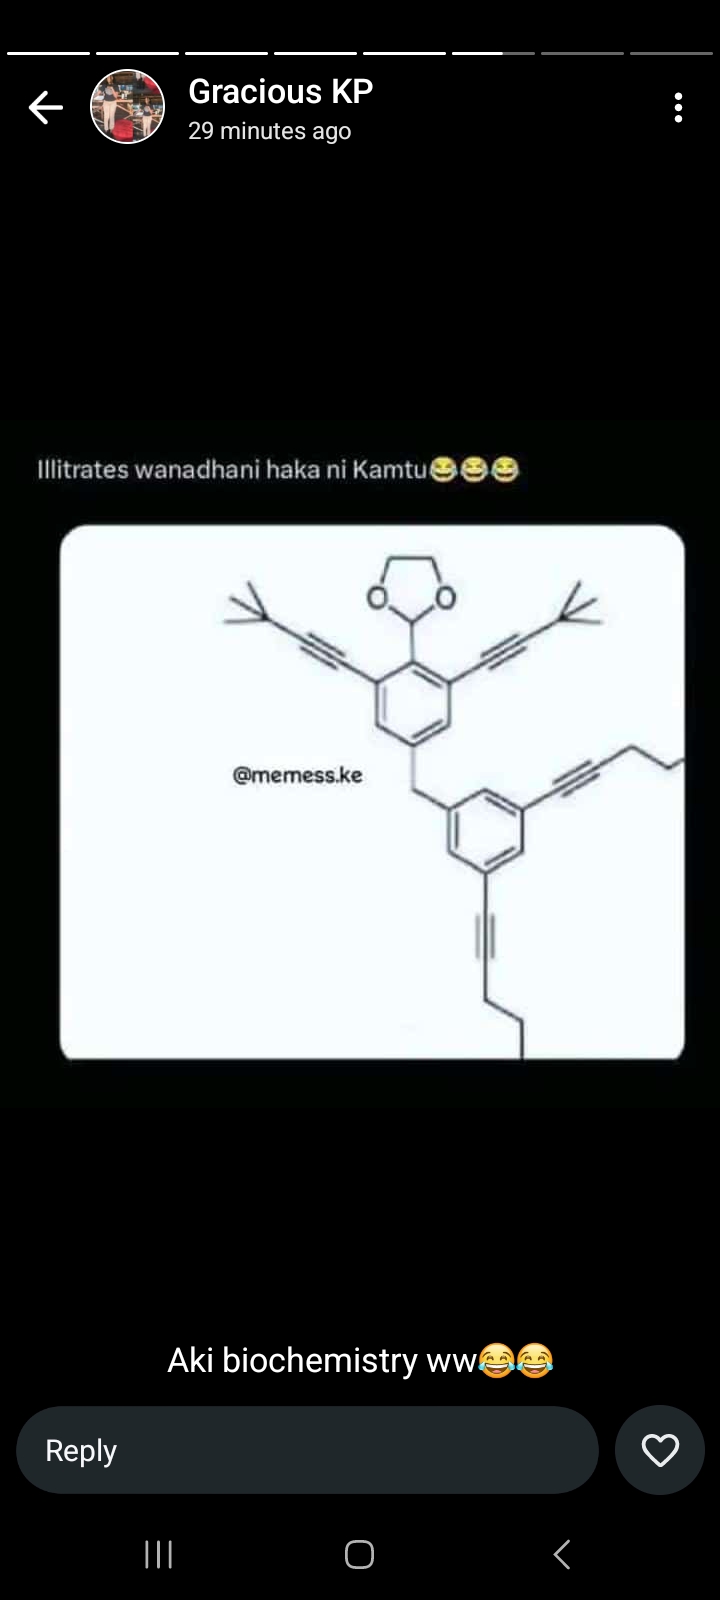 Gracious KP
29 minutes ago
Illitrates wanadhani haka ni Kamtu😂😂😂
O O
@memess.ke
Aki biochemistry ww😂😂
Reply